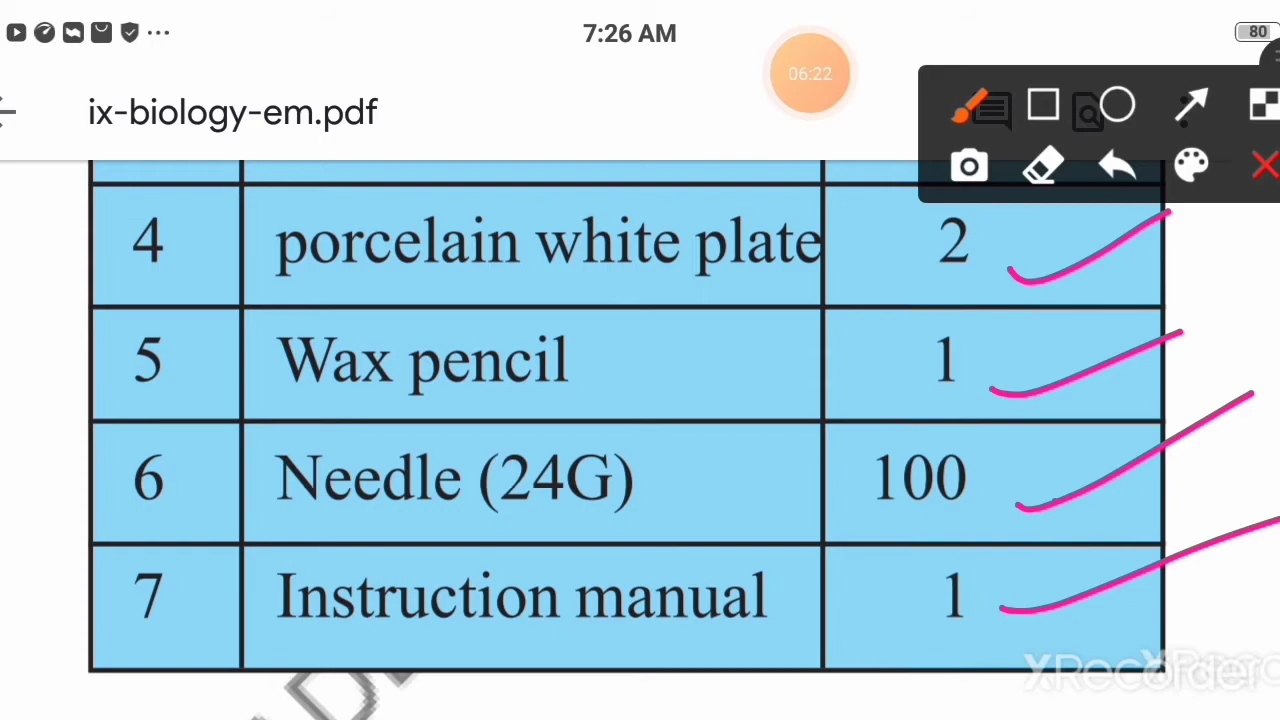 7:26 AM
80
06:22
ix-biology-em.pdf
4 porcelain white plate 2
5 Wax pencil 1
6 Needle (24G) 100
7 Instruction manual 1
XRecorder